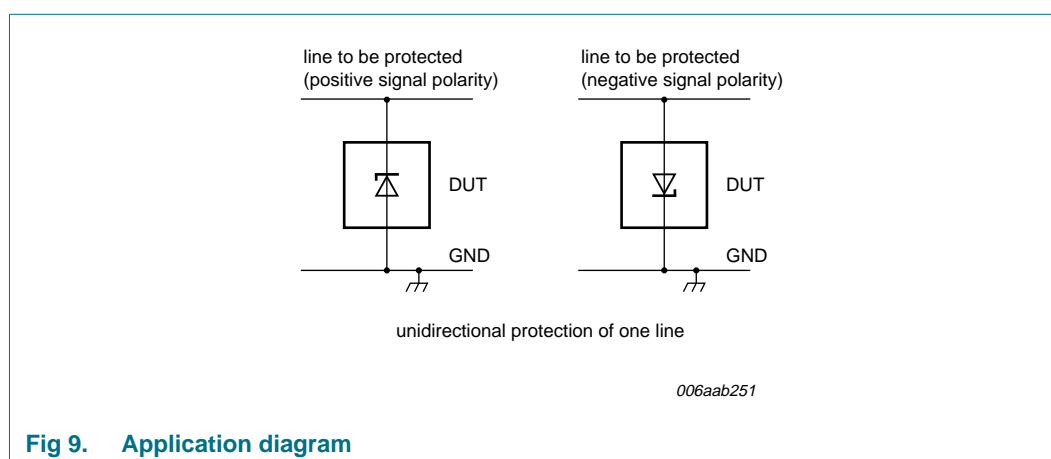 line to be protected
(positive signal polarity)
line to be protected
(negative signal polarity)
DUT
DUT
GND
GND
unidirectional protection of one line
006aab251
Fig 9. Application diagram